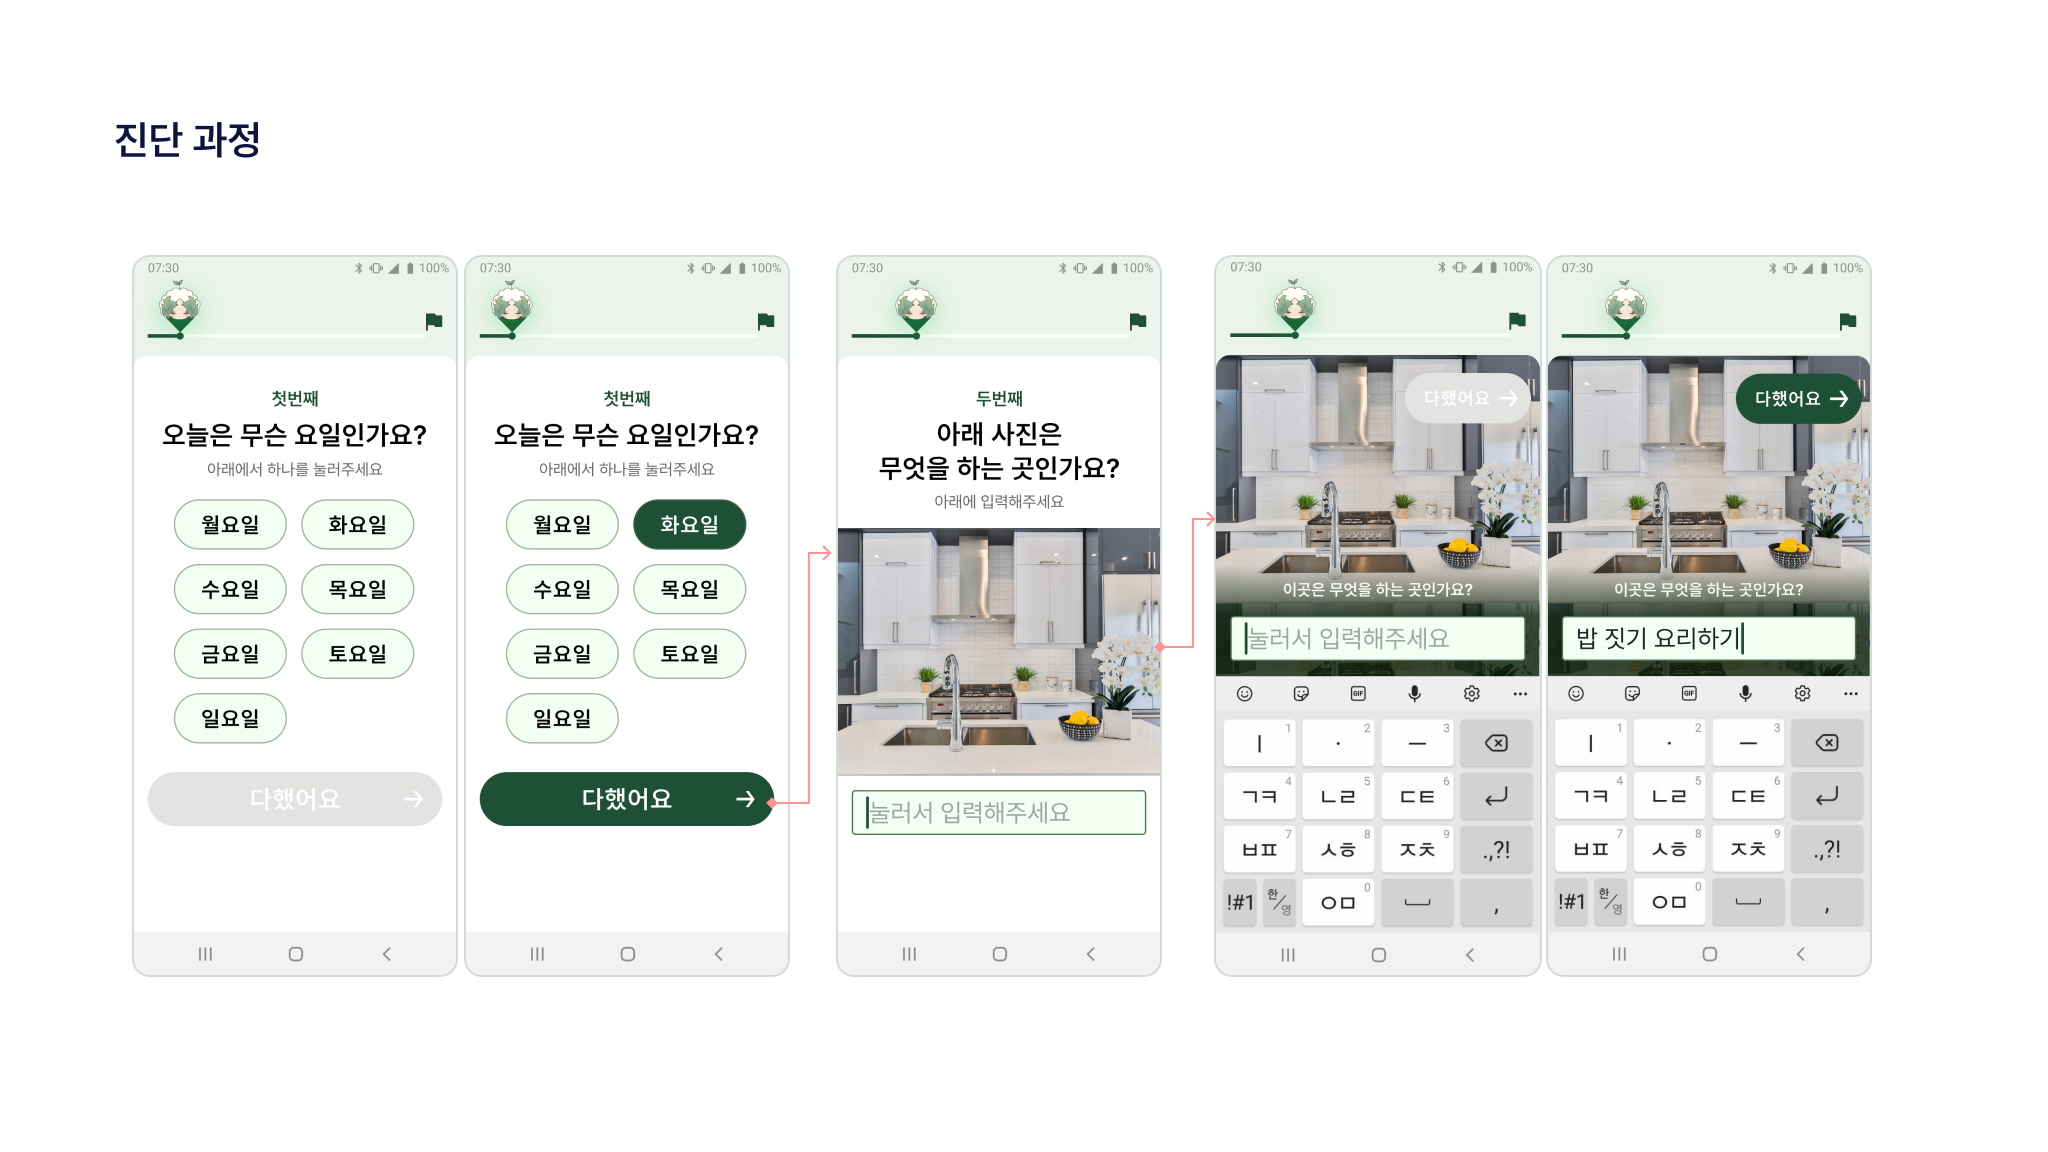 진단 과정
07:30
100%
첫번째
오늘은 무슨 요일인가요?
아래에서 하나를 눌러주세요
월요일
화요일
수요일
목요일
금요일
토요일
일요일
다했어요
07:30
100%
첫번째
오늘은 무슨 요일인가요?
아래에서 하나를 눌러주세요
월요일
화요일
수요일
목요일
금요일
토요일
일요일
다했어요
07:30
100%
두번째
아래 사진은
무엇을 하는 곳인가요?
아래에 입력해주세요
눌러서 입력해주세요
07:30
100%
다했어요
이곳은 무엇을 하는 곳인가요?
눌러서 입력해주세요
GIF
ㅣ 1 · 2 ㅡ 3
ㄱㅋ 4 ㄴㄹ 5 ㄷㅌ 6
ㅂㅍ 7 ㅅㅎ 8 ㅈㅊ 9 .,?!
!#1 한/영 ㅇㅁ 0 ,
07:30
100%
다했어요
이곳은 무엇을 하는 곳인가요?
밥 짓기 요리하기
GIF
ㅣ 1 · 2 ㅡ 3
ㄱㅋ 4 ㄴㄹ 5 ㄷㅌ 6
ㅂㅍ 7 ㅅㅎ 8 ㅈㅊ 9 .,?!
!#1 한/영 ㅇㅁ 0 ,